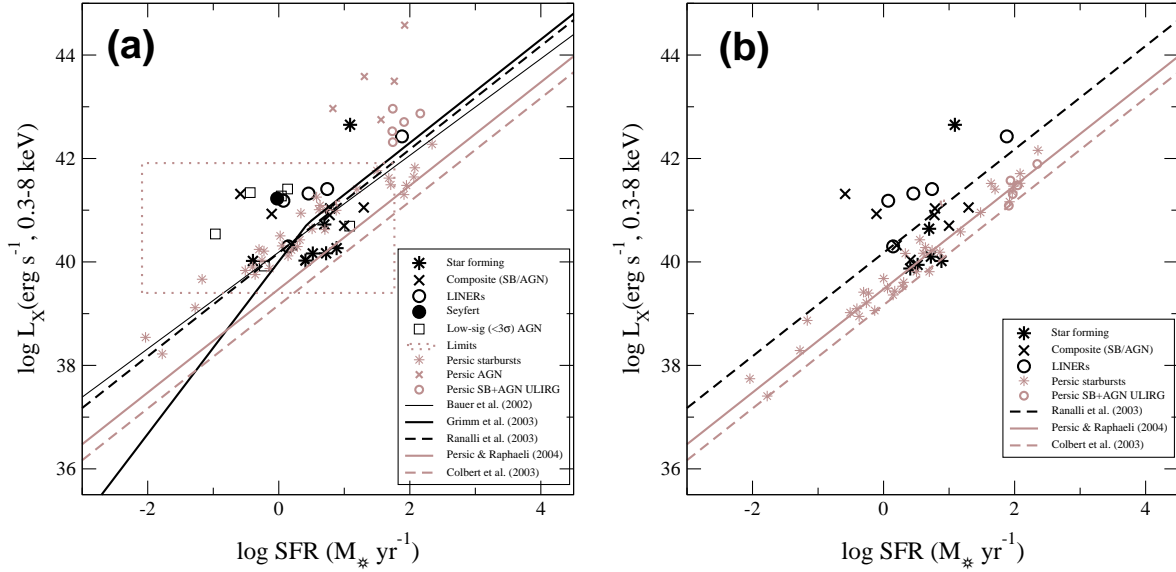 (a)
44
42
40
38
36
-2
0
2
4
log L_X(erg s^-1, 0.3-8 keV)
log SFR (M_☼ yr^-1)
Star forming
Composite (SB/AGN)
LINERs
Seyfert
Low-sig (<3σ) AGN
Limits
Persic starbursts
Persic AGN
Persic SB+AGN ULIRG
Bauer et al. (2002)
Grimm et al. (2003)
Ranalli et al. (2003)
Persic & Raphaeli (2004)
Colbert et al. (2003)
(b)
44
42
40
38
36
-2
0
2
4
log L_X(erg s^-1, 0.3-8 keV)
log SFR (M_☼ yr^-1)
Star forming
Composite (SB/AGN)
LINERs
Persic starbursts
Persic SB+AGN ULIRG
Ranalli et al. (2003)
Persic & Raphaeli (2004)
Colbert et al. (2003)